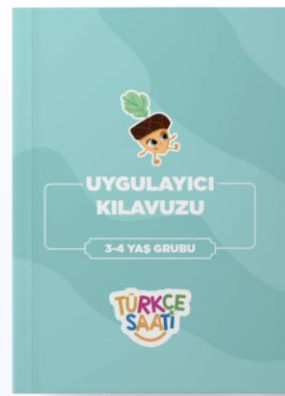 UYGULAYICI
KILAVUZU
3-4 YAŞ GRUBU
TÜRKÇE
SAATİ